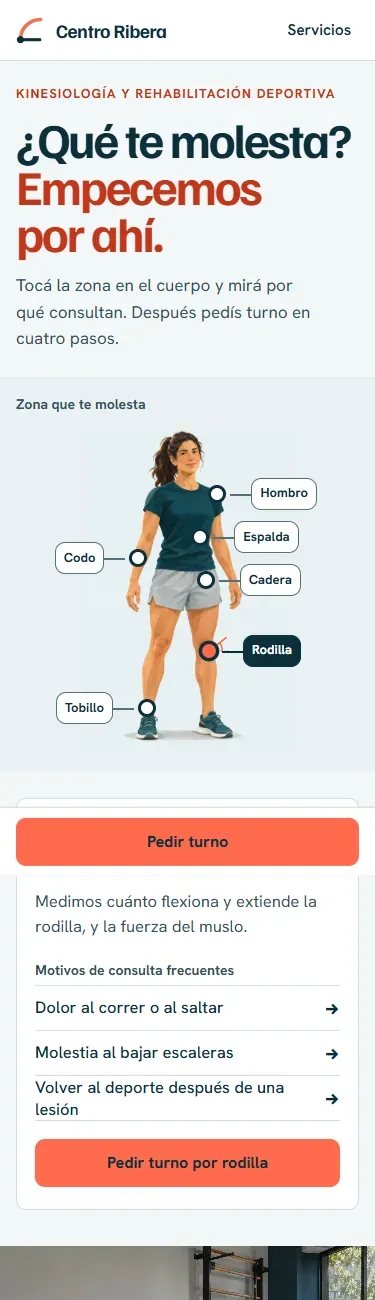 Centro Ribera
Servicios
KINESIOLOGÍA Y REHABILITACIÓN DEPORTIVA
¿Qué te molesta?
Empecemos
por ahí.
Tocá la zona en el cuerpo y mirá por
qué consultan. Después pedís turno en
cuatro pasos.
Zona que te molesta
Hombro
Espalda
Codo
Cadera
Rodilla
Tobillo
Pedir turno
Medimos cuánto flexiona y extiende la
rodilla, y la fuerza del muslo.
Motivos de consulta frecuentes
Dolor al correr o al saltar
Molestia al bajar escaleras
Volver al deporte después de una
lesión
Pedir turno por rodilla